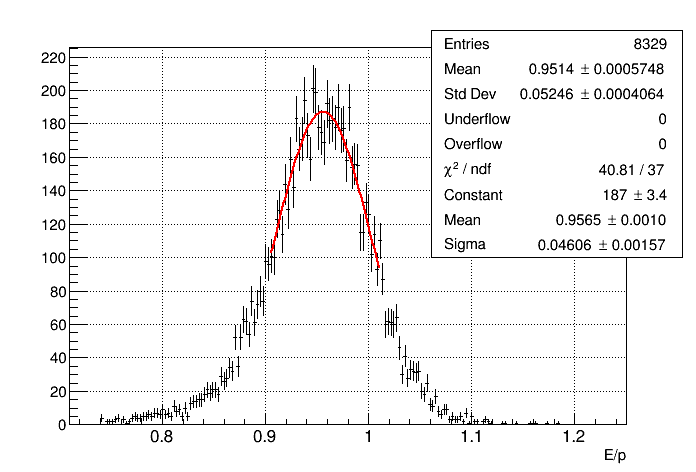 Entries 8329
Mean 0.9514 ± 0.0005748
Std Dev 0.05246 ± 0.0004064
Underflow 0
Overflow 0
χ² / ndf 40.81 / 37
Constant 187 ± 3.4
Mean 0.9565 ± 0.0010
Sigma 0.04606 ± 0.00157
220
200
180
160
140
120
100
80
60
40
20
0
0.8 0.9 1 1.1 1.2
E/p